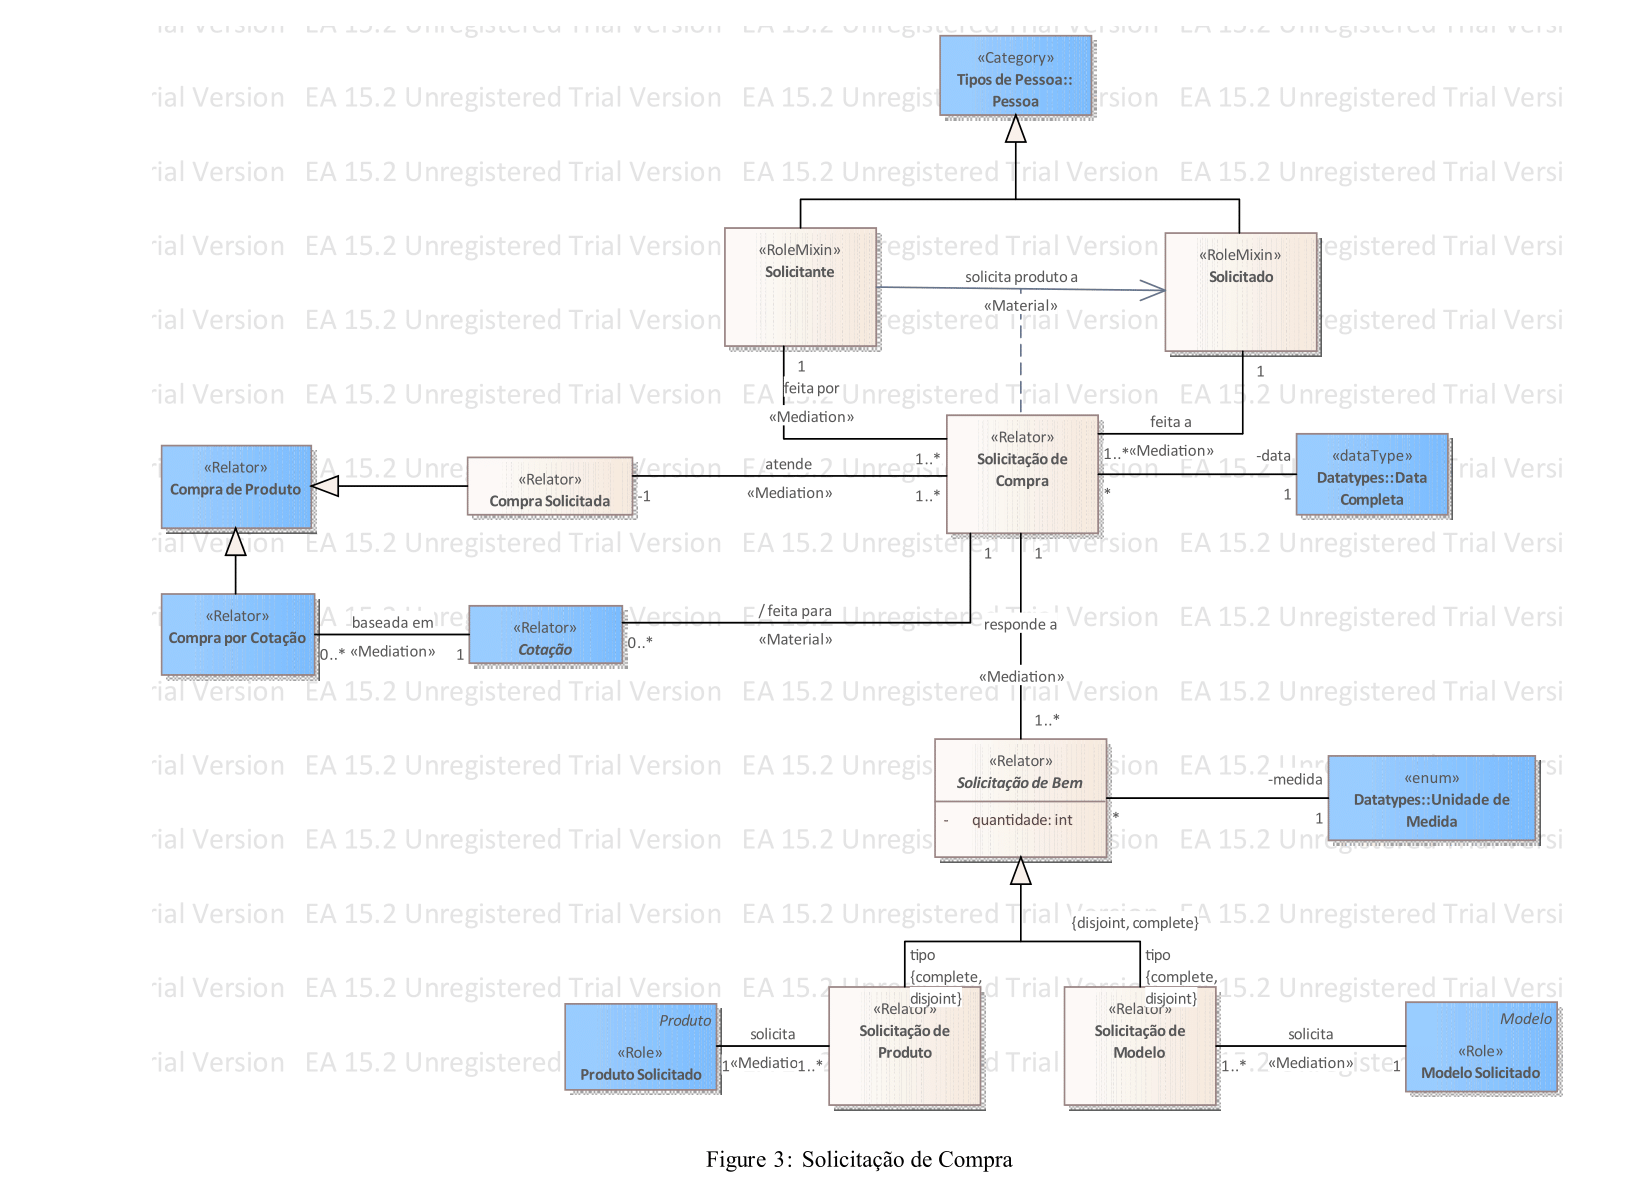 «Category»
Tipos de Pessoa::
Pessoa
«RoleMixin»
Solicitante
solicita produto a
«Material»
«RoleMixin»
Solicitado
1
feita por
«Mediation»
1..*
1
feita a
1..*
«Mediation»
«Relator»
Solicitação de
Compra
-data
*
1
«dataType»
Datatypes::Data
Completa
«Relator»
Compra de Produto
«Relator»
Compra Solicitada
-1
atende
«Mediation»
1..*
«Relator»
Compra por Cotação
baseada em
0..*
«Mediation»
1
«Relator»
Cotação
0..*
/ feita para
«Material»
1
1
responde a
«Mediation»
1..*
«Relator»
Solicitação de Bem
- quantidade: int
-medida
*
1
«enum»
Datatypes::Unidade de
Medida
{disjoint, complete}
tipo
{complete,
disjoint}
tipo
{complete,
disjoint}
Produto
«Role»
Produto Solicitado
solicita
1
«Mediatio
1..*
«Relator»
Solicitação de
Produto
«Relator»
Solicitação de
Modelo
solicita
1..*
«Mediation»
1
Modelo
«Role»
Modelo Solicitado
EA 15.2 Unregistered Trial Version
Figure 3: Solicitação de Compra